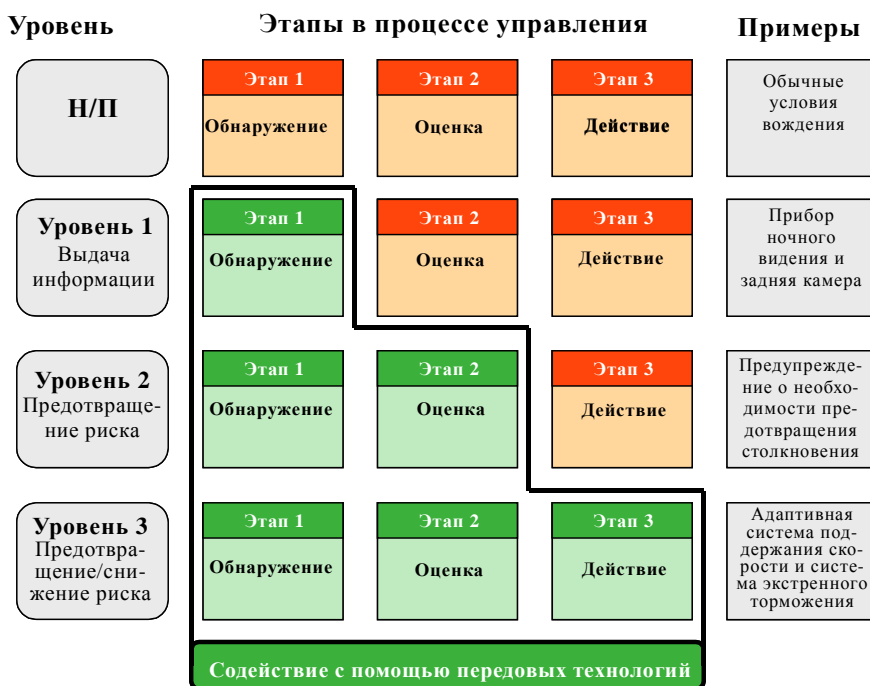 Уровень
Этапы в процессе управления
Примеры
Н/П
Этап 1
Обнаружение
Этап 2
Оценка
Этап 3
Действие
Обычные
условия
вождения
Уровень 1
Выдача
информации
Этап 1
Обнаружение
Этап 2
Оценка
Этап 3
Действие
Прибор
ночного
видения и
задняя камера
Уровень 2
Предотвраще-
ние риска
Этап 1
Обнаружение
Этап 2
Оценка
Этап 3
Действие
Предупрежде-
ние о необхо-
димости пре-
дотвращения
столкновения
Уровень 3
Предотвра-
щение/сни-
жение риска
Этап 1
Обнаружение
Этап 2
Оценка
Этап 3
Действие
Адаптивная
система под-
держания ско-
рости и систе-
ма экстренного
торможения
Содействие с помощью передовых технологий